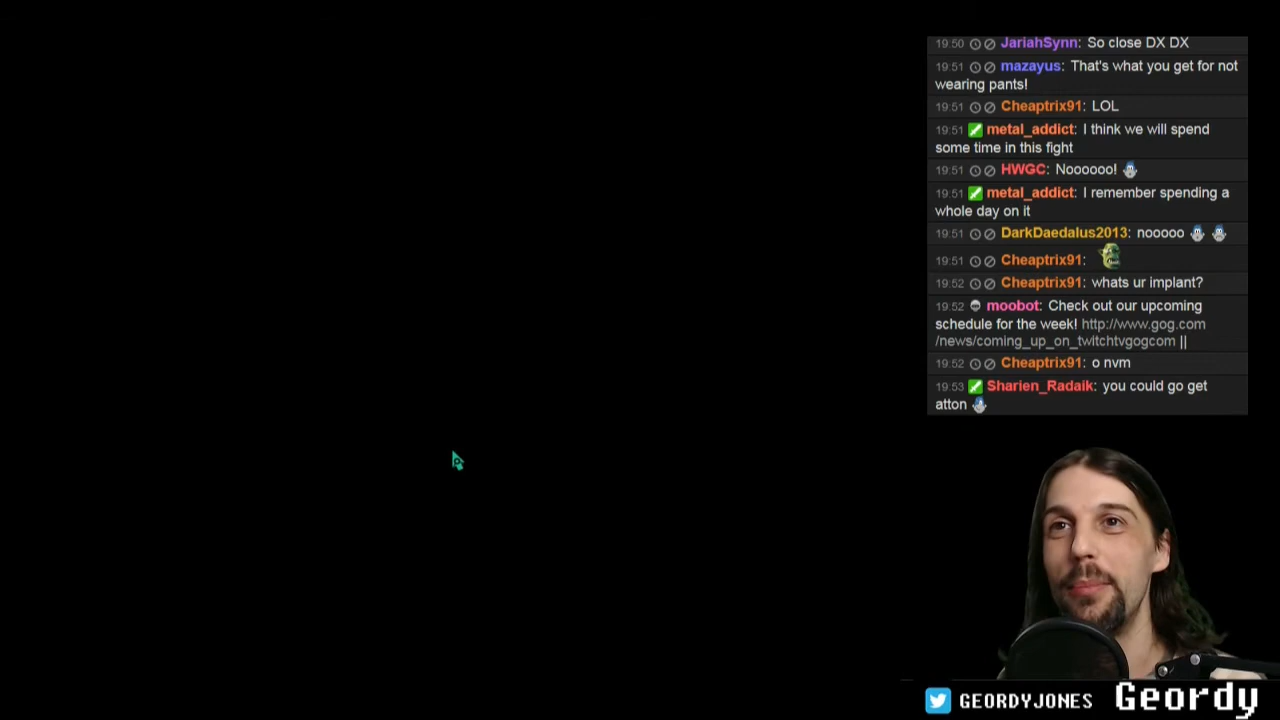 19:50 JariahSynn: So close DX DX
19:51 mazayus: That's what you get for not
wearing pants!
19:51 Cheaptrix91: LOL
19:51 metal_addict: I think we will spend
some time in this fight
19:51 HWGC: Noooooo!
19:51 metal_addict: I remember spending a
whole day on it
19:51 DarkDaedalus2013: nooooo
19:51 Cheaptrix91:
19:52 Cheaptrix91: whats ur implant?
19:52 moobot: Check out our upcoming
schedule for the week! http://www.gog.com
/news/coming_up_on_twitchtvgogcom ||
19:52 Cheaptrix91: o nvm
19:53 Sharien_Radaik: you could go get
atton
GEORDYJONES Geordy